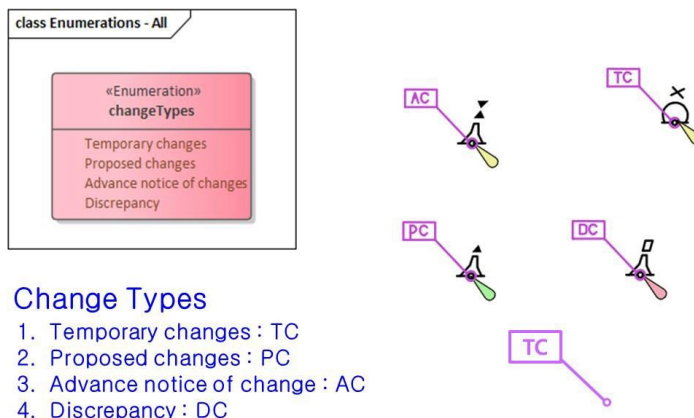 class Enumerations - All
«Enumeration»
changeTypes
Temporary changes
Proposed changes
Advance notice of changes
Discrepancy
AC
TC
PC
DC
TC
Change Types
1. Temporary changes : TC
2. Proposed changes : PC
3. Advance notice of change : AC
4. Discrepancy : DC